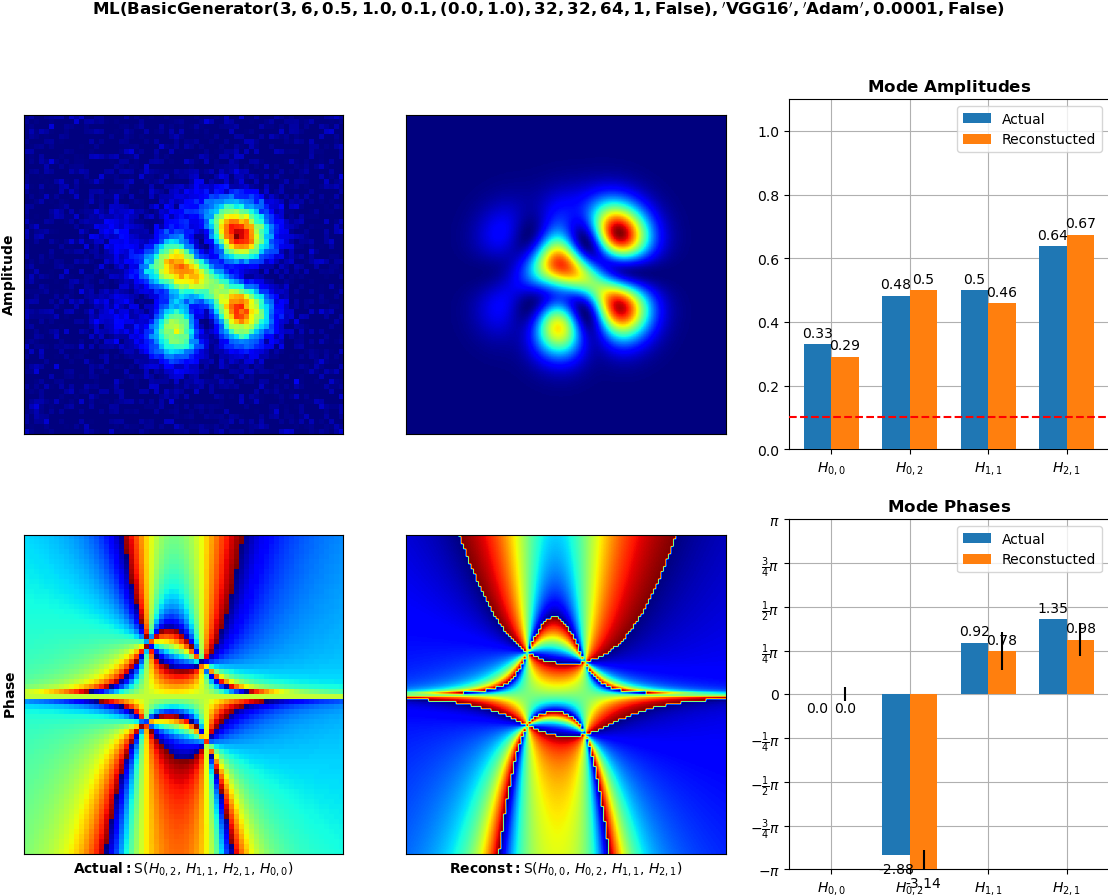 ML(BasicGenerator(3, 6, 0.5, 1.0, 0.1, (0.0, 1.0), 32, 32, 64, 1, False), 'VGG16', 'Adam', 0.0001, False)
Amplitude
Mode Amplitudes
Actual
Reconstucted
1.0
0.8
0.6
0.4
0.2
0.0
0.33
0.29
0.48
0.5
0.5
0.46
0.64
0.67
H0,0
H0,2
H1,1
H2,1
Phase
Actual: S(H0,2, H1,1, H2,1, H0,0)
Reconst: S(H0,0, H0,2, H1,1, H2,1)
Mode Phases
Actual
Reconstucted
π
3/4π
1/2π
1/4π
0
−1/4π
−1/2π
−3/4π
−π
0.0
0.0
2.88
3.14
0.92
0.78
1.35
0.98
H0,0
H0,2
H1,1
H2,1